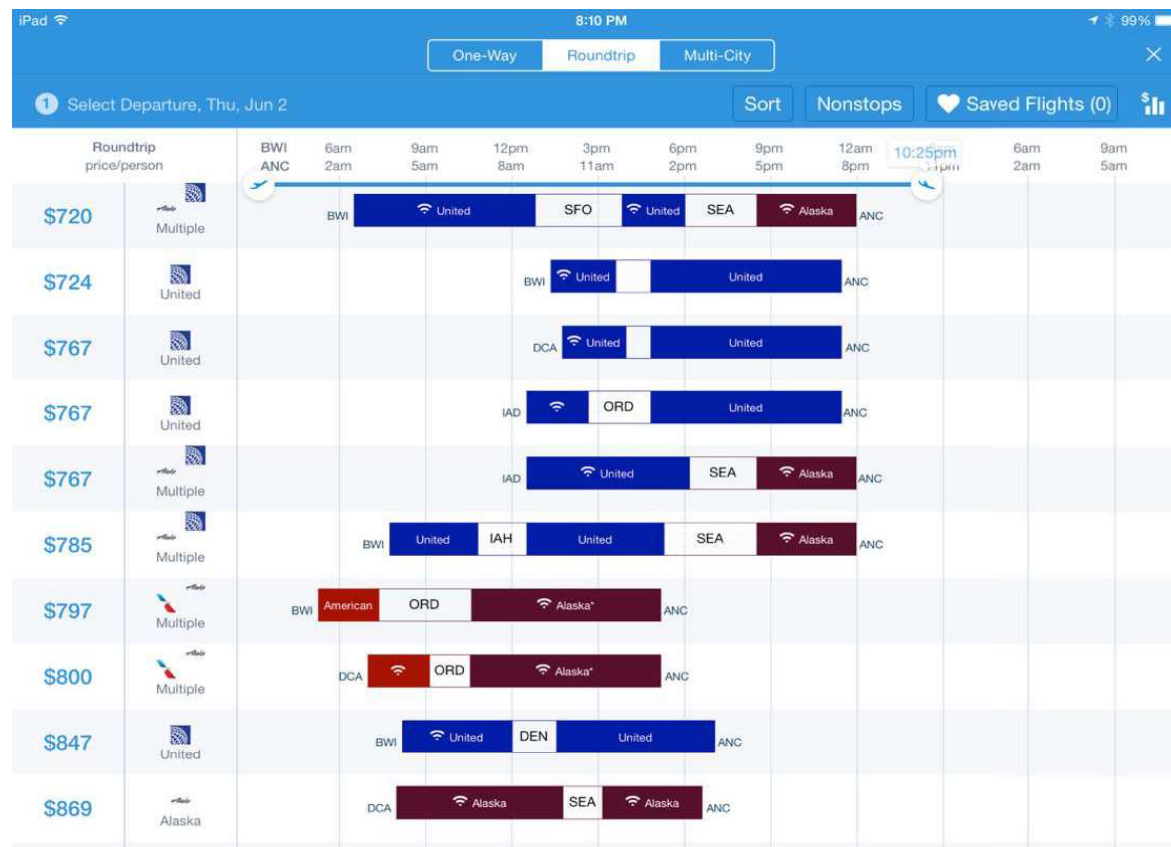 iPad 8:10 PM 99%
One-Way Roundtrip Multi-City
1 Select Departure, Thu, Jun 2 Sort Nonstops Saved Flights (0) $
Roundtrip BWI 6am 9am 12pm 3pm 6pm 9pm 12am 6am 9am
price/person ANC 2am 5am 8am 11am 2pm 5pm 8pm 10:25pm 2am 5am
$720 Multiple BWI United SFO United SEA Alaska ANC
$724 United BWI United United ANC
$767 United DCA United United ANC
$767 United IAD ORD United ANC
$767 Multiple IAD United SEA Alaska ANC
$785 Multiple BWI United IAH United SEA Alaska ANC
$797 Multiple BWI American ORD Alaska* ANC
$800 Multiple DCA ORD Alaska* ANC
$847 United BWI United DEN United ANC
$869 Alaska DCA Alaska SEA Alaska ANC